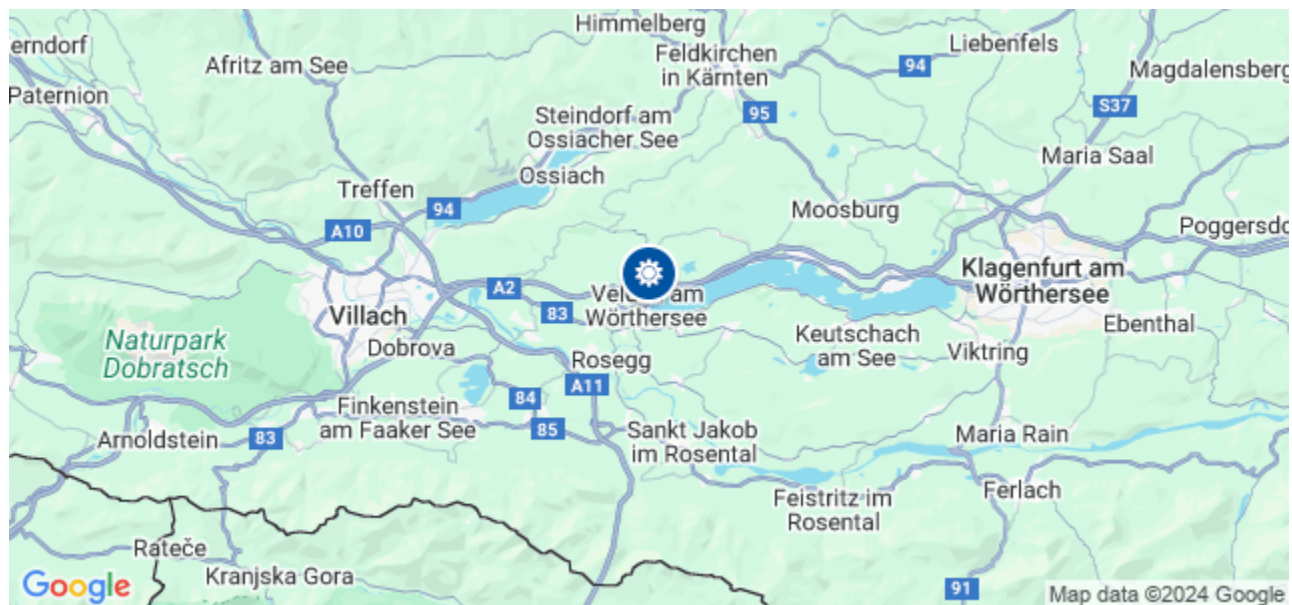 Himmelberg
erndorf
Afritz am See
Feldkirchen
in Kärnten
94
Liebenfels
Magdalensberg
Paternion
95
S37
Steindorf am
Ossiacher See
Maria Saal
Ossiach
Treffen
94
Moosburg
A10
Poggersdo
A2
83
Klagenfurt am
Wörthersee
Villach
Wörthersee
Ebenthal
Naturpark
Dobratsch
Dobrova
Rosegg
Keutschach
am See
Viktring
A11
84
Finkenstein
am Faaker See
85
Arnoldstein
83
Sankt Jakob
im Rosental
Maria Rain
Feistritz im
Rosental
Ferlach
Rateče
Kranjska Gora
91
Google
Map data ©2024 Google